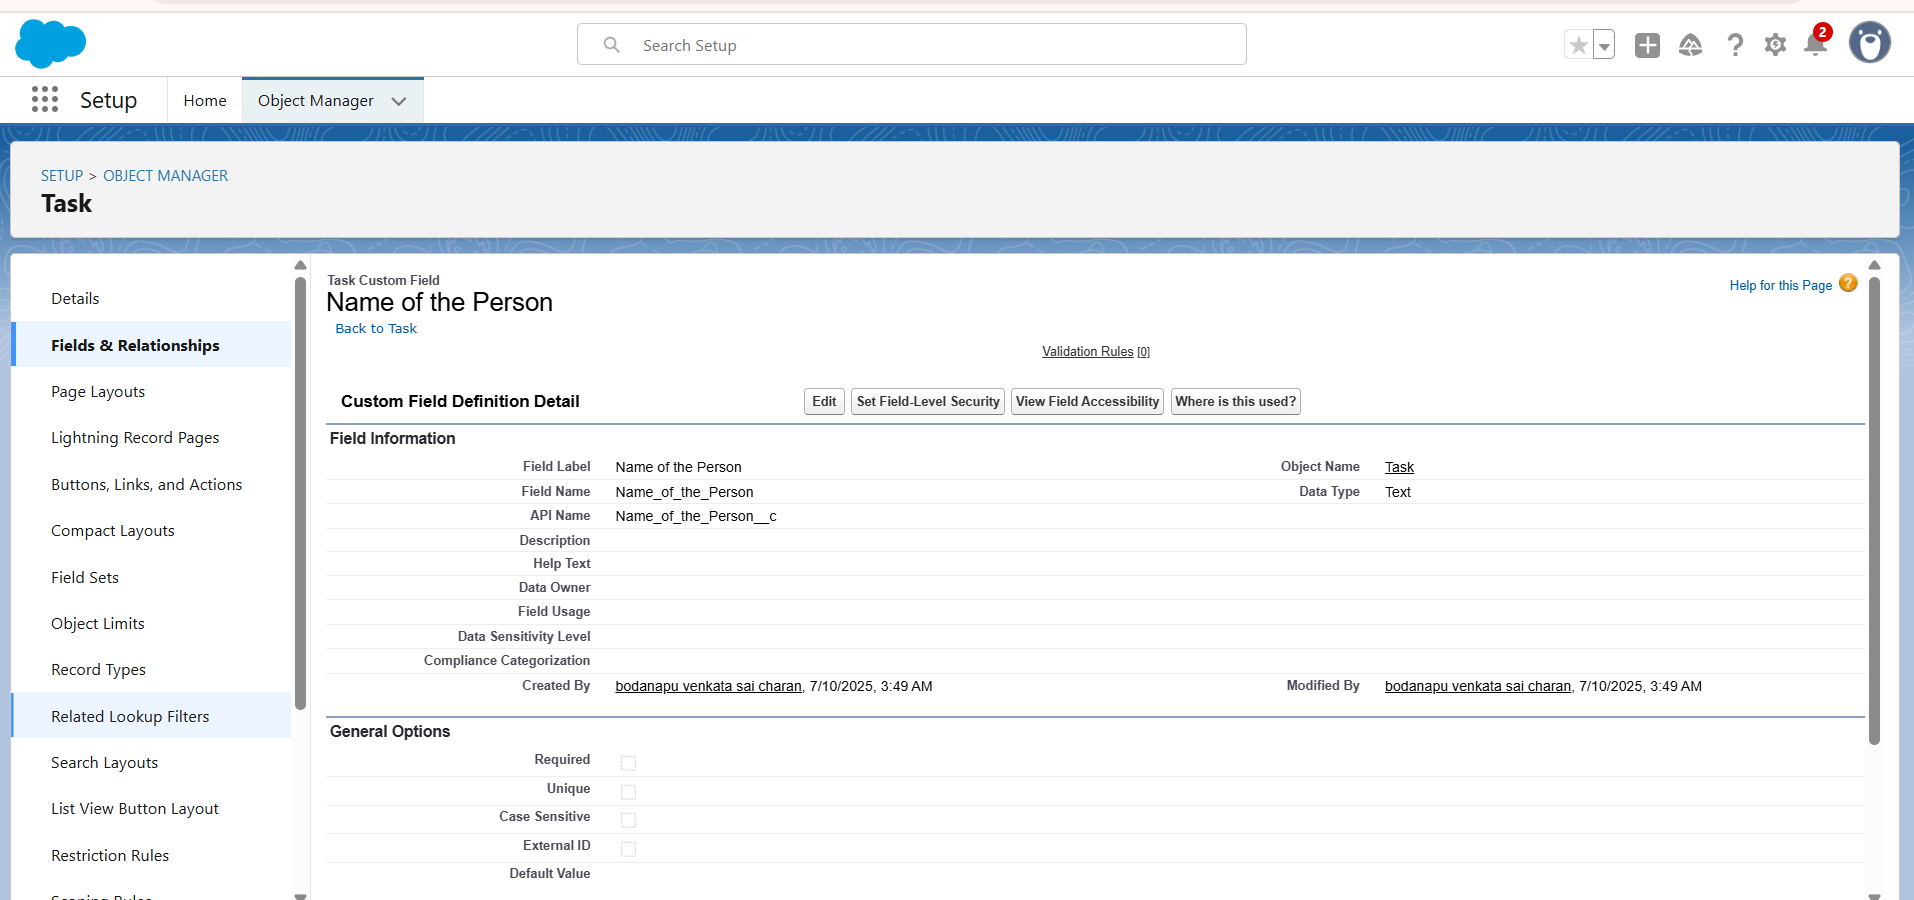 Search Setup
2
Setup
Home
Object Manager
SETUP > OBJECT MANAGER
Task
Details
Fields & Relationships
Page Layouts
Lightning Record Pages
Buttons, Links, and Actions
Compact Layouts
Field Sets
Object Limits
Record Types
Related Lookup Filters
Search Layouts
List View Button Layout
Restriction Rules
Scoping Rules
Task Custom Field
Name of the Person
Back to Task
Help for this Page ?
Validation Rules [0]
Custom Field Definition Detail
Edit
Set Field-Level Security
View Field Accessibility
Where is this used?
Field Information
Field Label Name of the Person Object Name Task
Field Name Name_of_the_Person Data Type Text
API Name Name_of_the_Person__c
Description
Help Text
Data Owner
Field Usage
Data Sensitivity Level
Compliance Categorization
Created By bodanapu venkata sai charan, 7/10/2025, 3:49 AM Modified By bodanapu venkata sai charan, 7/10/2025, 3:49 AM
General Options
Required
Unique
Case Sensitive
External ID
Default Value